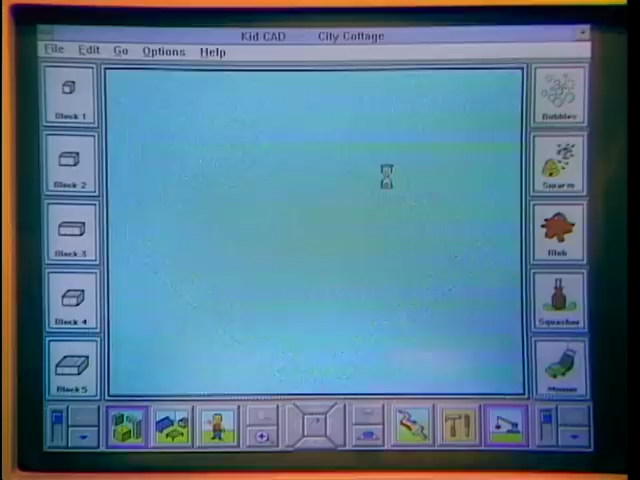 Kid CAD - City Cottage
File Edit Go Options Help
Block 1
Bubbles
Block 2
Swarm
Block 3
Blob
Block 4
Squasher
Block 5